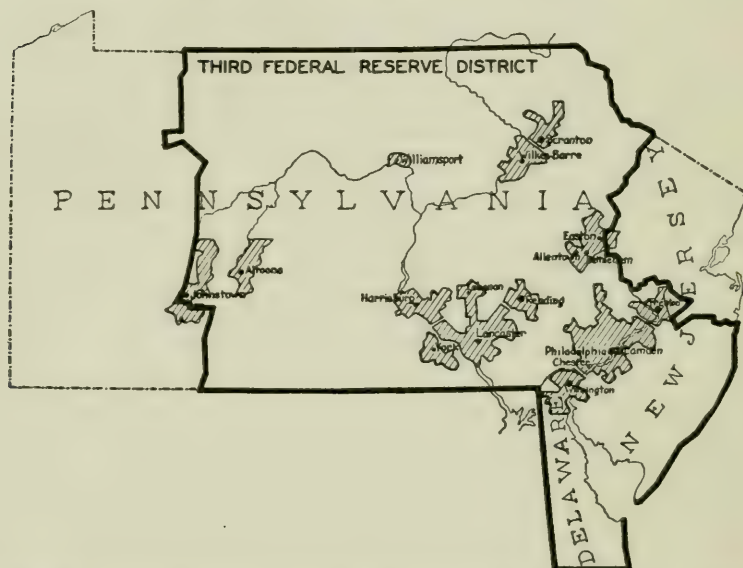 THIRD FEDERAL RESERVE DISTRICT
Scranton
Wilkes-Barre
Williamsport
PENNSYLVANIA
Easton
Allentown
Bethlehem
Altoona
Johnstown
Harrisburg
Lebanon
Reading
Lancaster
York
Trenton
Philadelphia
Camden
Chester
Wilmington
NEW JERSEY
DELAWARE